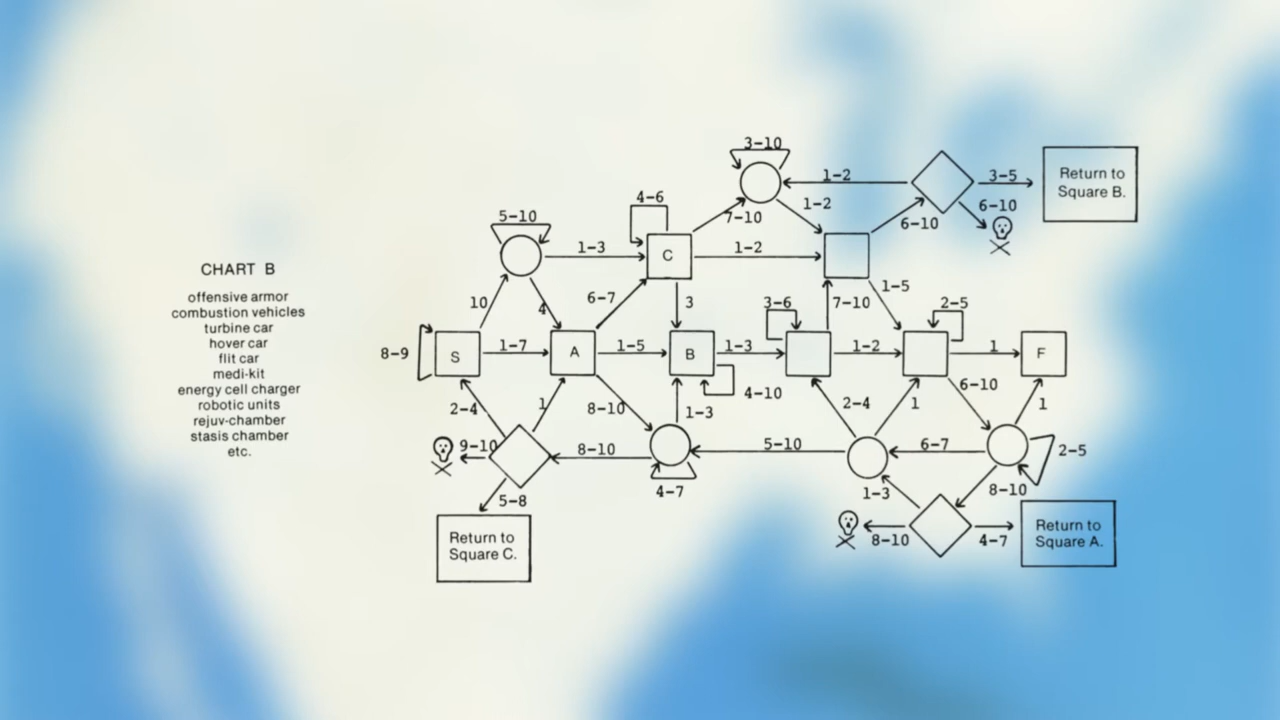 3-10
1-2
3-5
Return to
Square B.
4-6
1-2
6-10
5-10
7-10
6-10
1-3
C
1-2
CHART B
offensive armor
combustion vehicles
turbine car
hover car
flit car
medi-kit
energy cell charger
robotic units
rejuv-chamber
stasis chamber
etc.
1-5
10
4
6-7
3
3-6
7-10
2-5
8-9
S
1-7
A
1-5
B
1-3
1-2
1
F
4-10
6-10
2-4
1
8-10
1-3
2-4
1
1
9-10
8-10
5-10
6-7
2-5
5-8
4-7
1-3
8-10
Return to
Square C.
8-10
4-7
Return to
Square A.